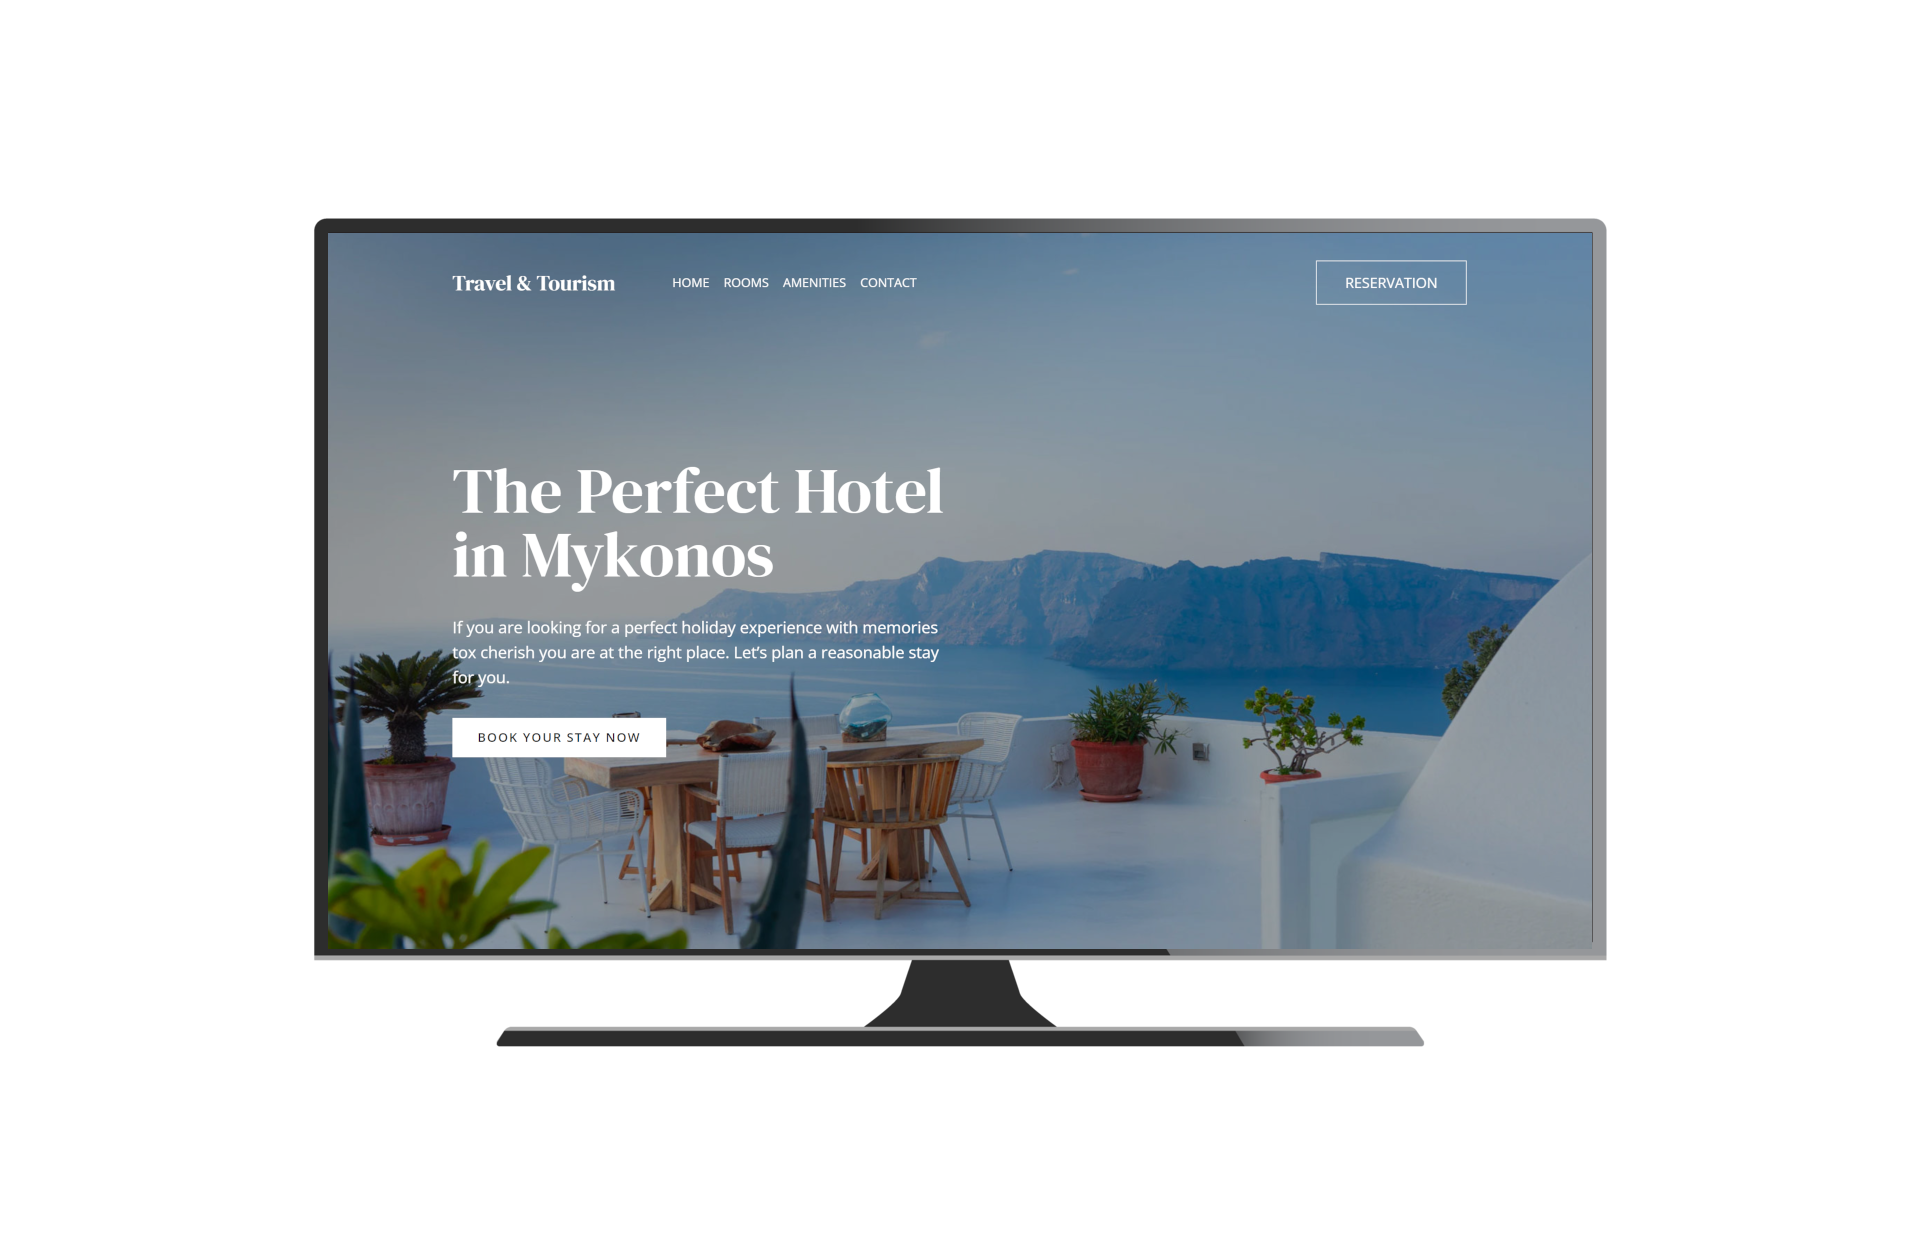 Travel & Tourism
HOME ROOMS AMENITIES CONTACT
RESERVATION
The Perfect Hotel
in Mykonos
If you are looking for a perfect holiday experience with memories
tox cherish you are at the right place. Let’s plan a reasonable stay
for you.
BOOK YOUR STAY NOW